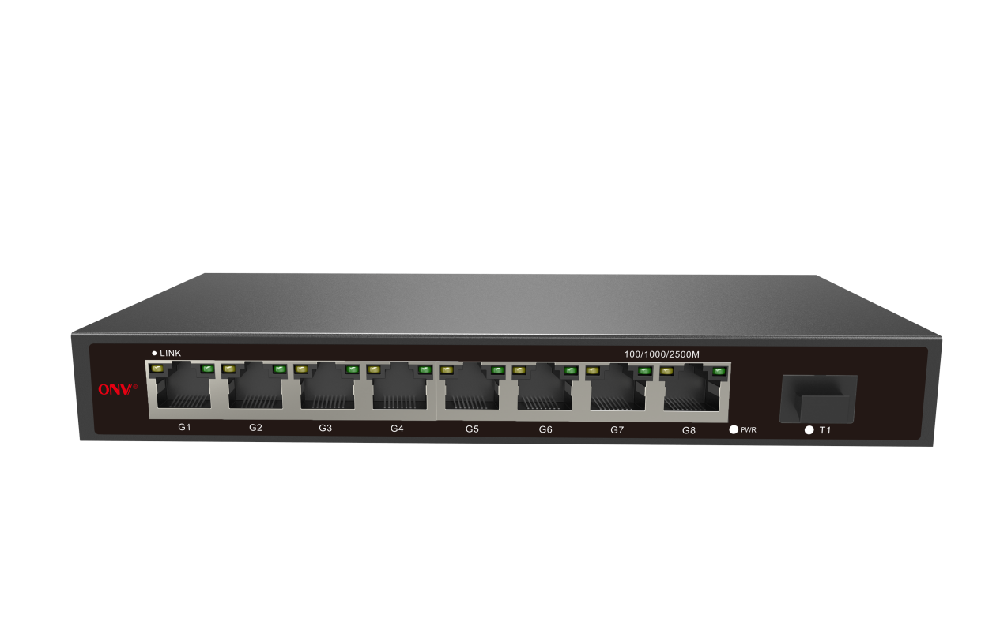 LINK
100/1000/2500M
ONV®
G1 G2 G3 G4 G5 G6 G7 G8
PWR
T1